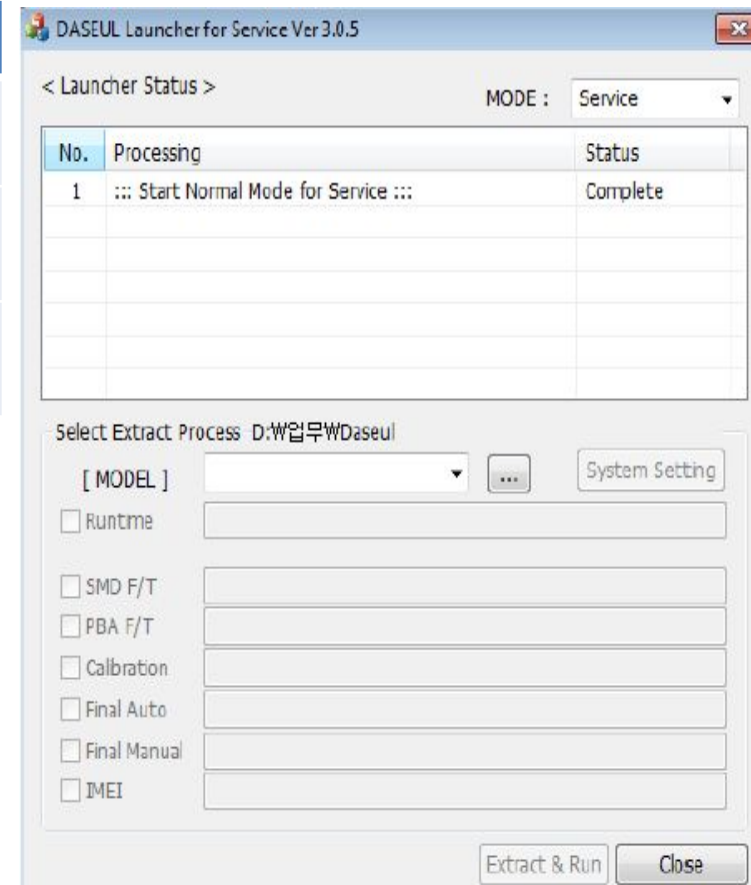 DASEUL Launcher for Service Ver 3.0.5
< Launcher Status >
MODE : Service
No. Processing Status
1 ::: Start Normal Mode for Service ::: Complete
Select Extract Process D:₩업무₩Daseul
[ MODEL ] ... System Setting
Runtime
SMD F/T
PBA F/T
Calbration
Final Auto
Final Manual
IMEI
Extract & Run Close